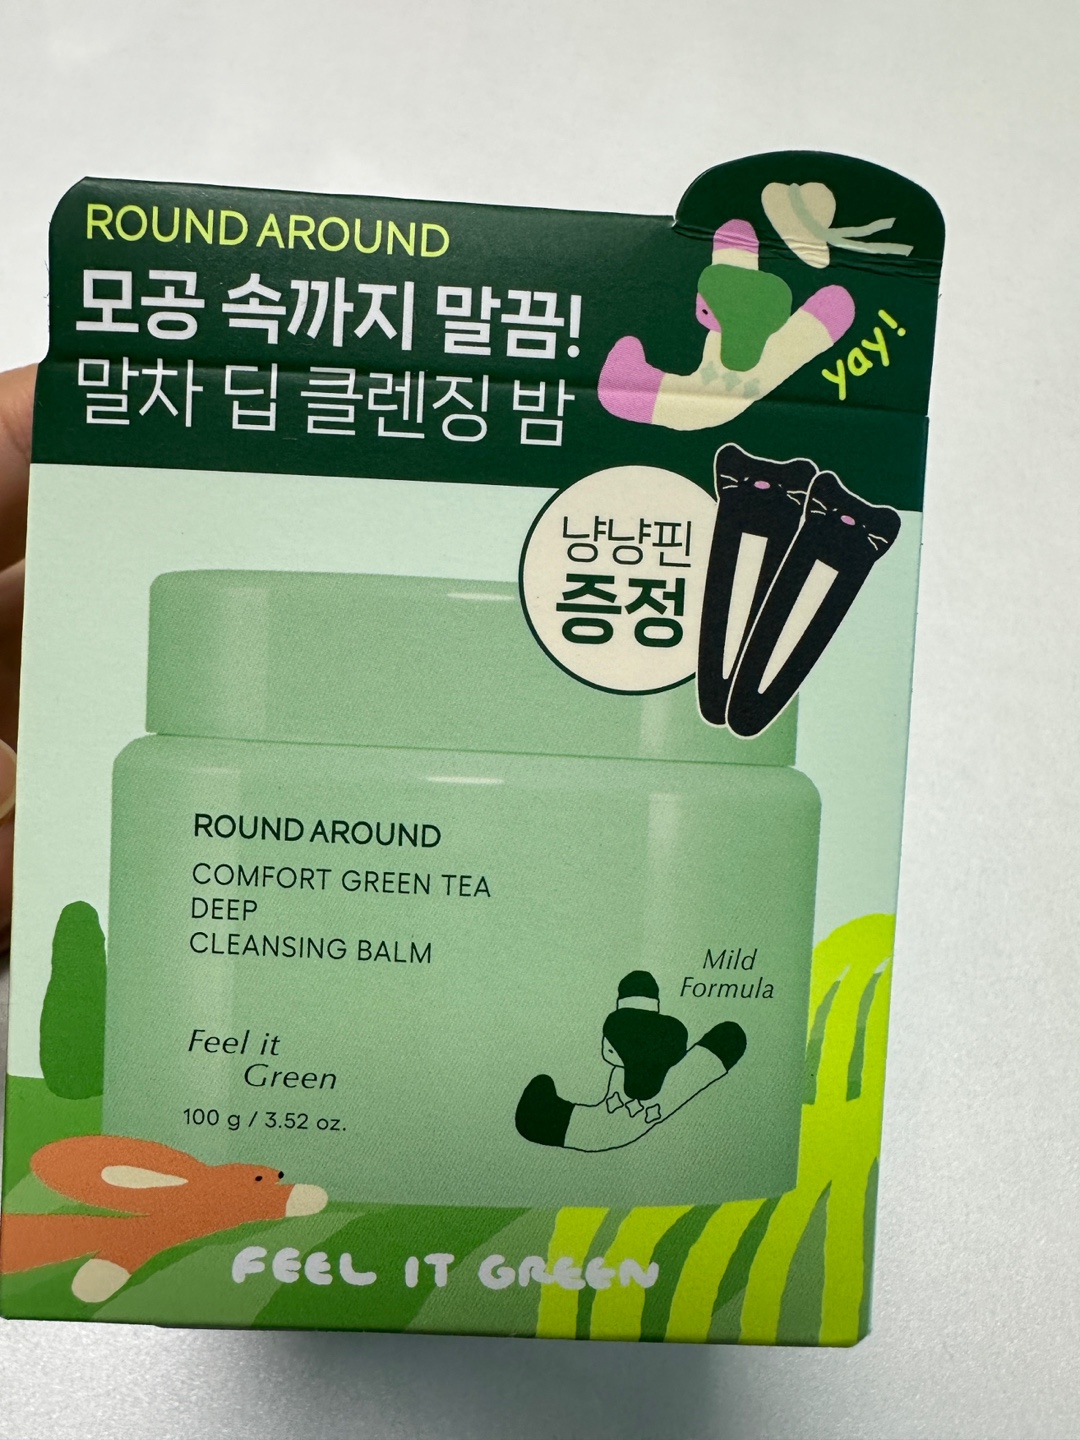 ROUND AROUND
모공 속까지 말끔!
말차 딥 클렌징 밤
yay!
냥냥핀
증정
ROUND AROUND
COMFORT GREEN TEA
DEEP
CLEANSING BALM
Mild
Formula
Feel it
Green
100 g / 3.52 oz.
FEEL IT GREEN